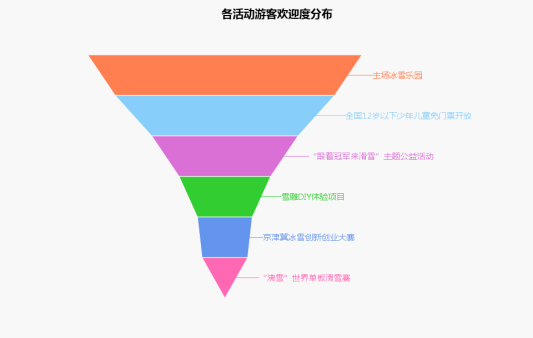 各活动游客欢迎度分布
主场冰雪乐园
全国12岁以下少年儿童免门票开放
“跟着冠军来滑雪”主题公益活动
雪雕DIY体验项目
京津冀冰雪创新创业大赛
“沸雪”世界单板滑雪赛